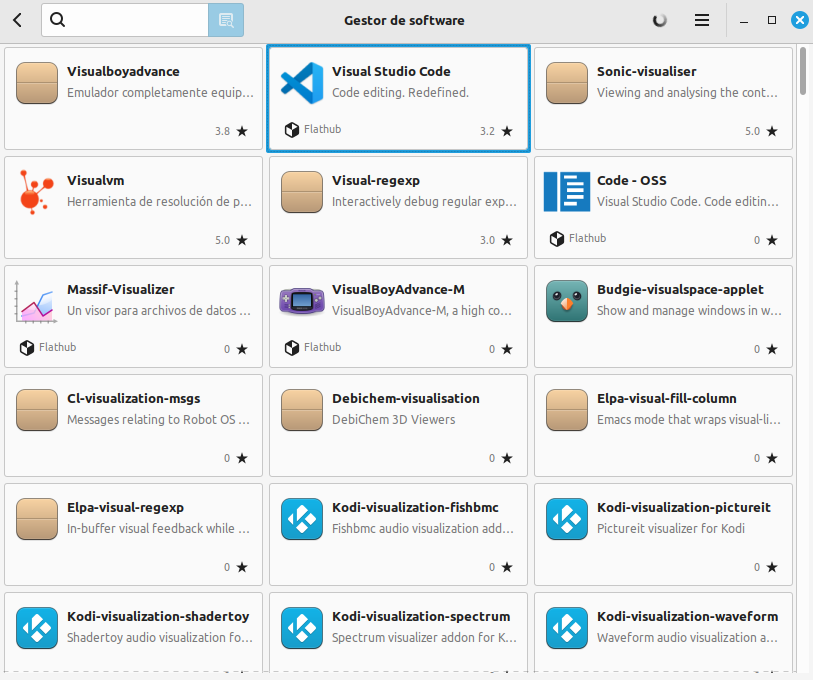 Gestor de software
Visualboyadvance
Emulador completamente equip...
3.8 ★
Visual Studio Code
Code editing. Redefined.
Flathub
3.2 ★
Sonic-visualiser
Viewing and analysing the cont...
5.0 ★
Visualvm
Herramienta de resolución de p...
5.0 ★
Visual-regexp
Interactively debug regular exp...
3.0 ★
Code - OSS
Visual Studio Code. Code editin...
Flathub
0 ★
Massif-Visualizer
Un visor para archivos de datos ...
Flathub
0 ★
VisualBoyAdvance-M
VisualBoyAdvance-M, a high co...
Flathub
0 ★
Budgie-visualspace-applet
Show and manage windows in w...
0 ★
Cl-visualization-msgs
Messages relating to Robot OS ...
0 ★
Debichem-visualisation
DebiChem 3D Viewers
0 ★
Elpa-visual-fill-column
Emacs mode that wraps visual-li...
0 ★
Elpa-visual-regexp
In-buffer visual feedback while ...
0 ★
Kodi-visualization-fishbmc
Fishbmc audio visualization add...
0 ★
Kodi-visualization-pictureit
Pictureit visualizer for Kodi
0 ★
Kodi-visualization-shadertoy
Shadertoy audio visualization fo...
Kodi-visualization-spectrum
Spectrum visualizer addon for K...
Kodi-visualization-waveform
Waveform audio visualization a...